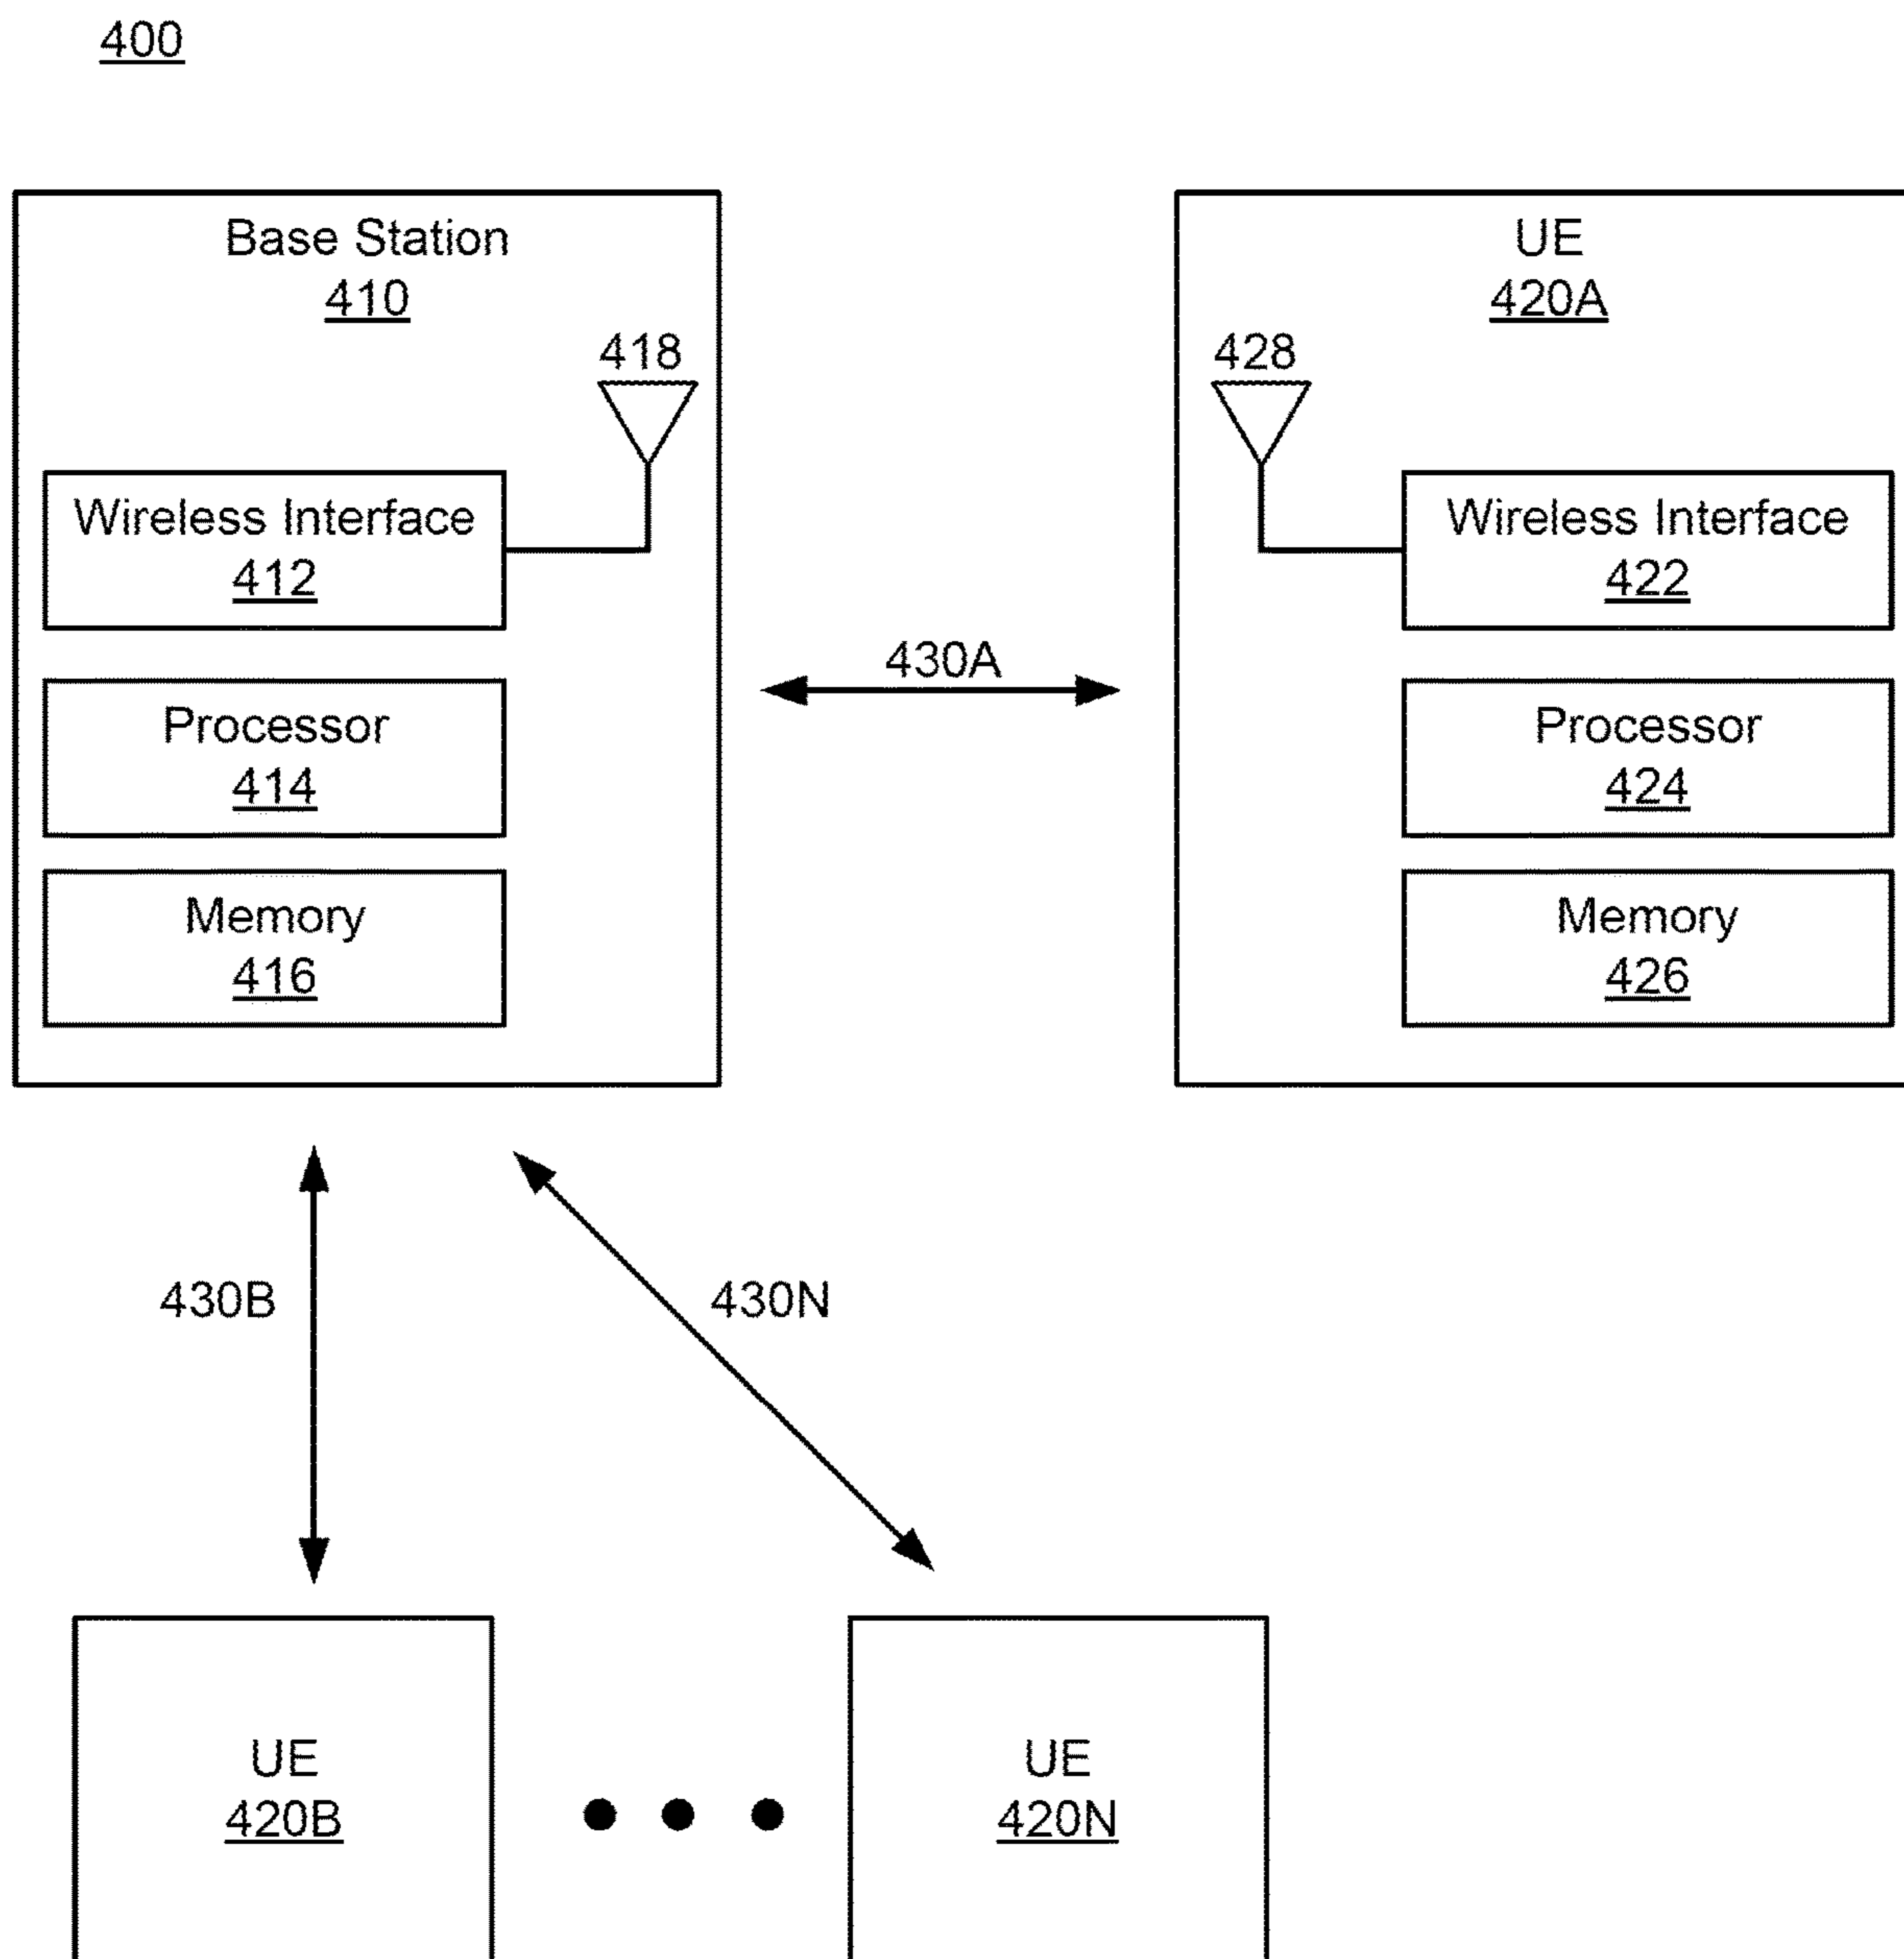 400
Base Station
410
418
Wireless Interface
412
Processor
414
Memory
416
430A
UE
420A
428
Wireless Interface
422
Processor
424
Memory
426
430B
430N
UE
420B
UE
420N